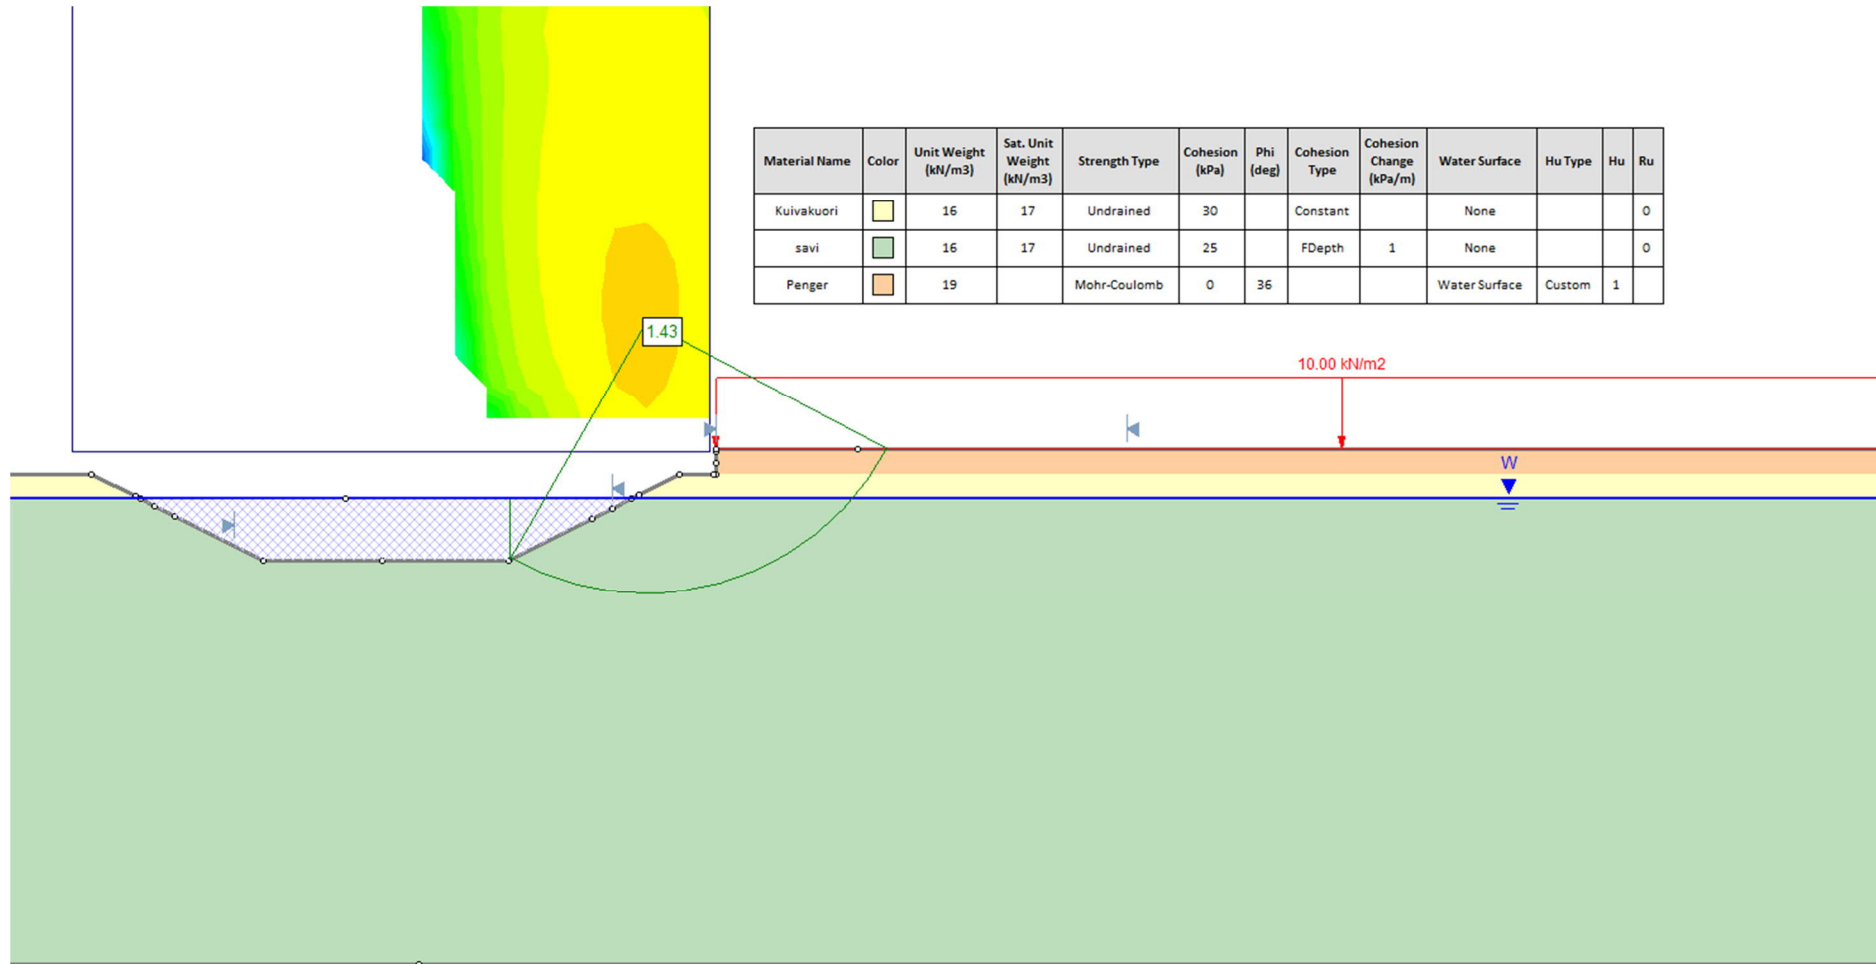 Material Name Color Unit Weight (kN/m3) Sat. Unit Weight (kN/m3) Strength Type Cohesion (kPa) Phi (deg) Cohesion Type Cohesion Change (kPa/m) Water Surface Hu Type Hu Ru
Kuivakuori 16 17 Undrained 30 Constant None 0
savi 16 17 Undrained 25 FDepth 1 None 0
Penger 19 Mohr-Coulomb 0 36 Water Surface Custom 1
1.43
10.00 kN/m2
W